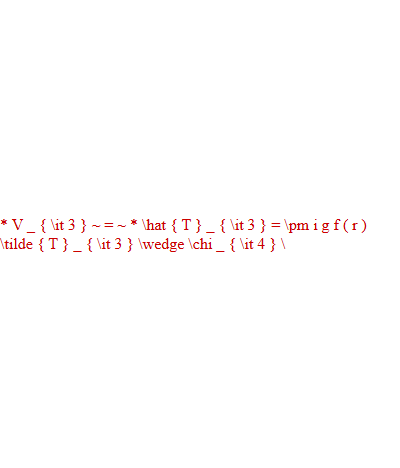 * V _ { \it 3 } ~ = ~ * \hat { T } _ { \it 3 } = \pm i g f ( r )
\tilde { T } _ { \it 3 } \wedge \chi _ { \it 4 } \